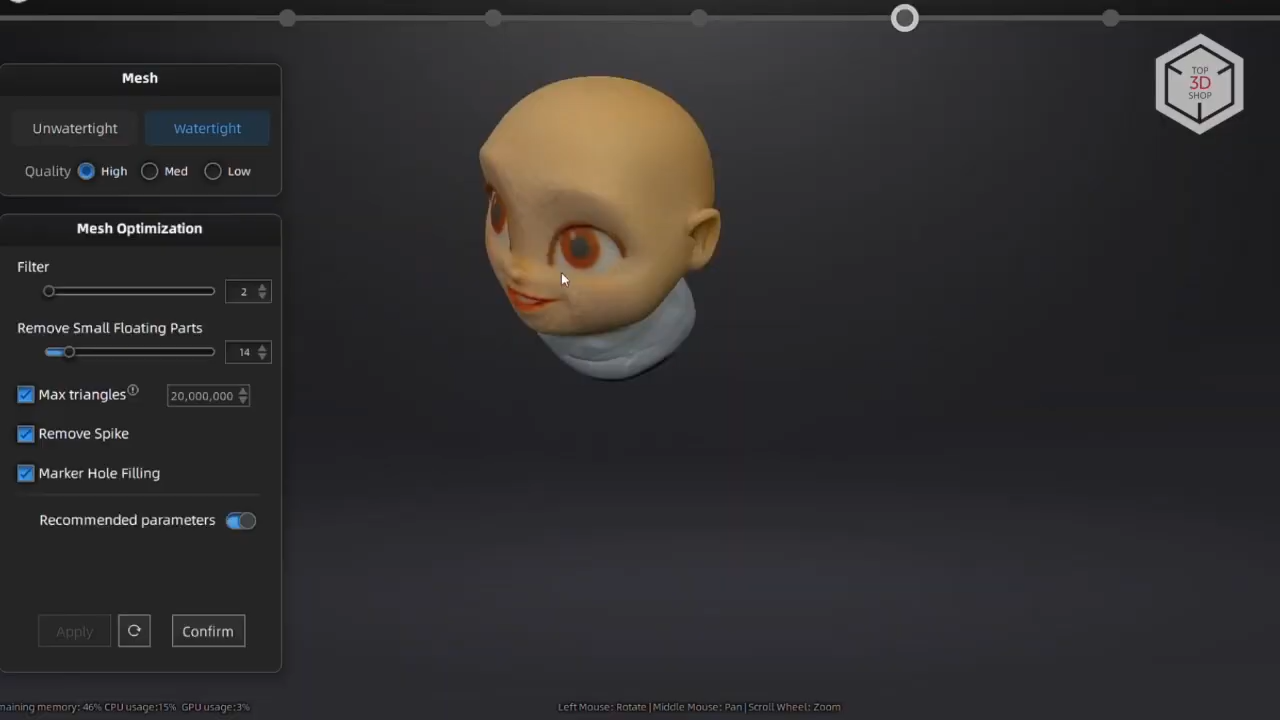 Mesh
TOP
3D
SHOP
Unwatertight Watertight
Quality High Med Low
Mesh Optimization
Filter
2
Remove Small Floating Parts
14
Max triangles 20,000,000
Remove Spike
Marker Hole Filling
Recommended parameters
Apply Confirm
maining memory: 46% CPU usage:15% GPU usage:3% Left Mouse: Rotate | Middle Mouse: Pan | Scroll Wheel: Zoom